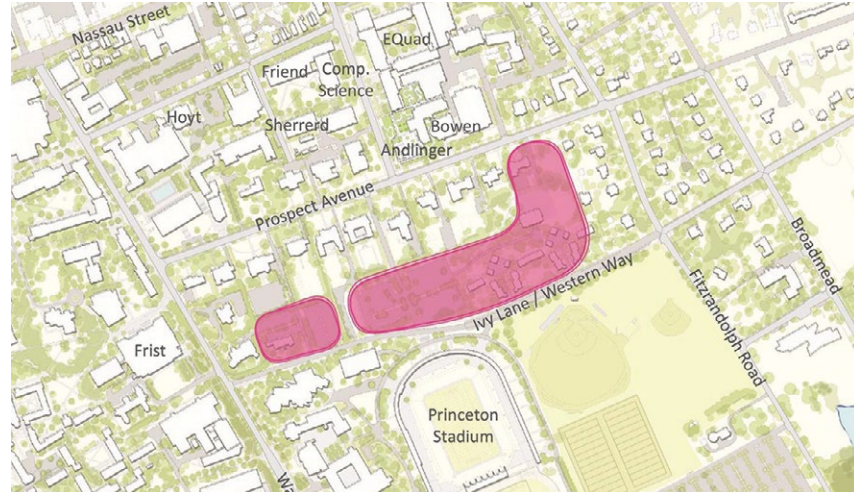 Nassau Street
EQuad
Friend
Comp.
Science
Hoyt
Sherrerd
Bowen
Andlinger
Prospect Avenue
Broadmead
Ivy Lane / Western Way
Fitzrandolph Road
Frist
Princeton
Stadium
Wa